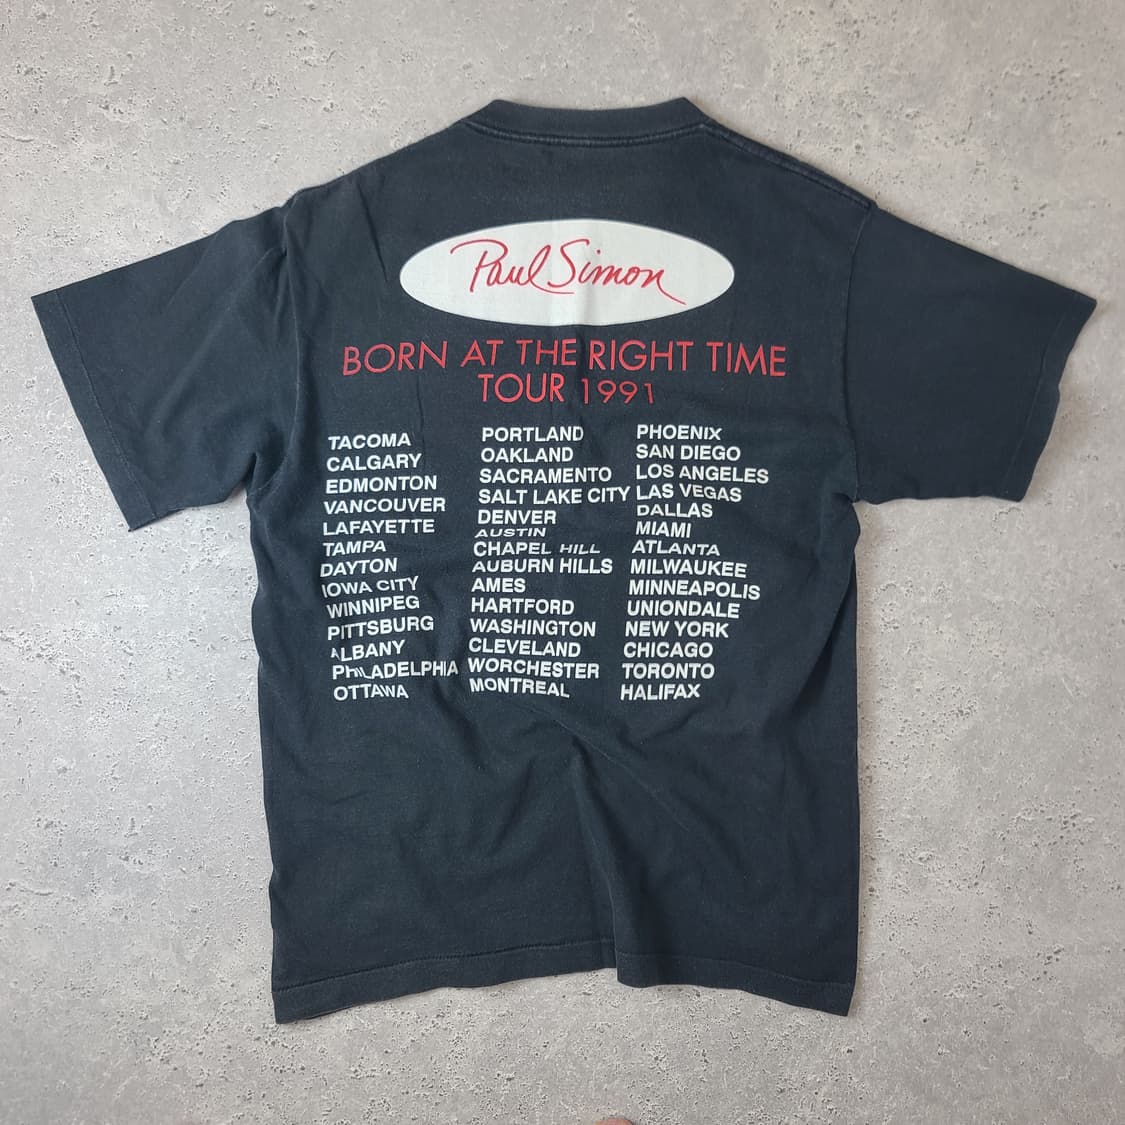 Paul Simon
BORN AT THE RIGHT TIME
TOUR 1991
TACOMA
CALGARY
EDMONTON
VANCOUVER
LAFAYETTE
TAMPA
DAYTON
IOWA CITY
WINNIPEG
PITTSBURG
ALBANY
PHILADELPHIA
OTTAWA
PORTLAND
OAKLAND
SACRAMENTO
SALT LAKE CITY
DENVER
AUSTIN
CHAPEL HILL
AUBURN HILLS
AMES
HARTFORD
WASHINGTON
CLEVELAND
WORCHESTER
MONTREAL
PHOENIX
SAN DIEGO
LOS ANGELES
LAS VEGAS
DALLAS
MIAMI
ATLANTA
MILWAUKEE
MINNEAPOLIS
UNIONDALE
NEW YORK
CHICAGO
TORONTO
HALIFAX